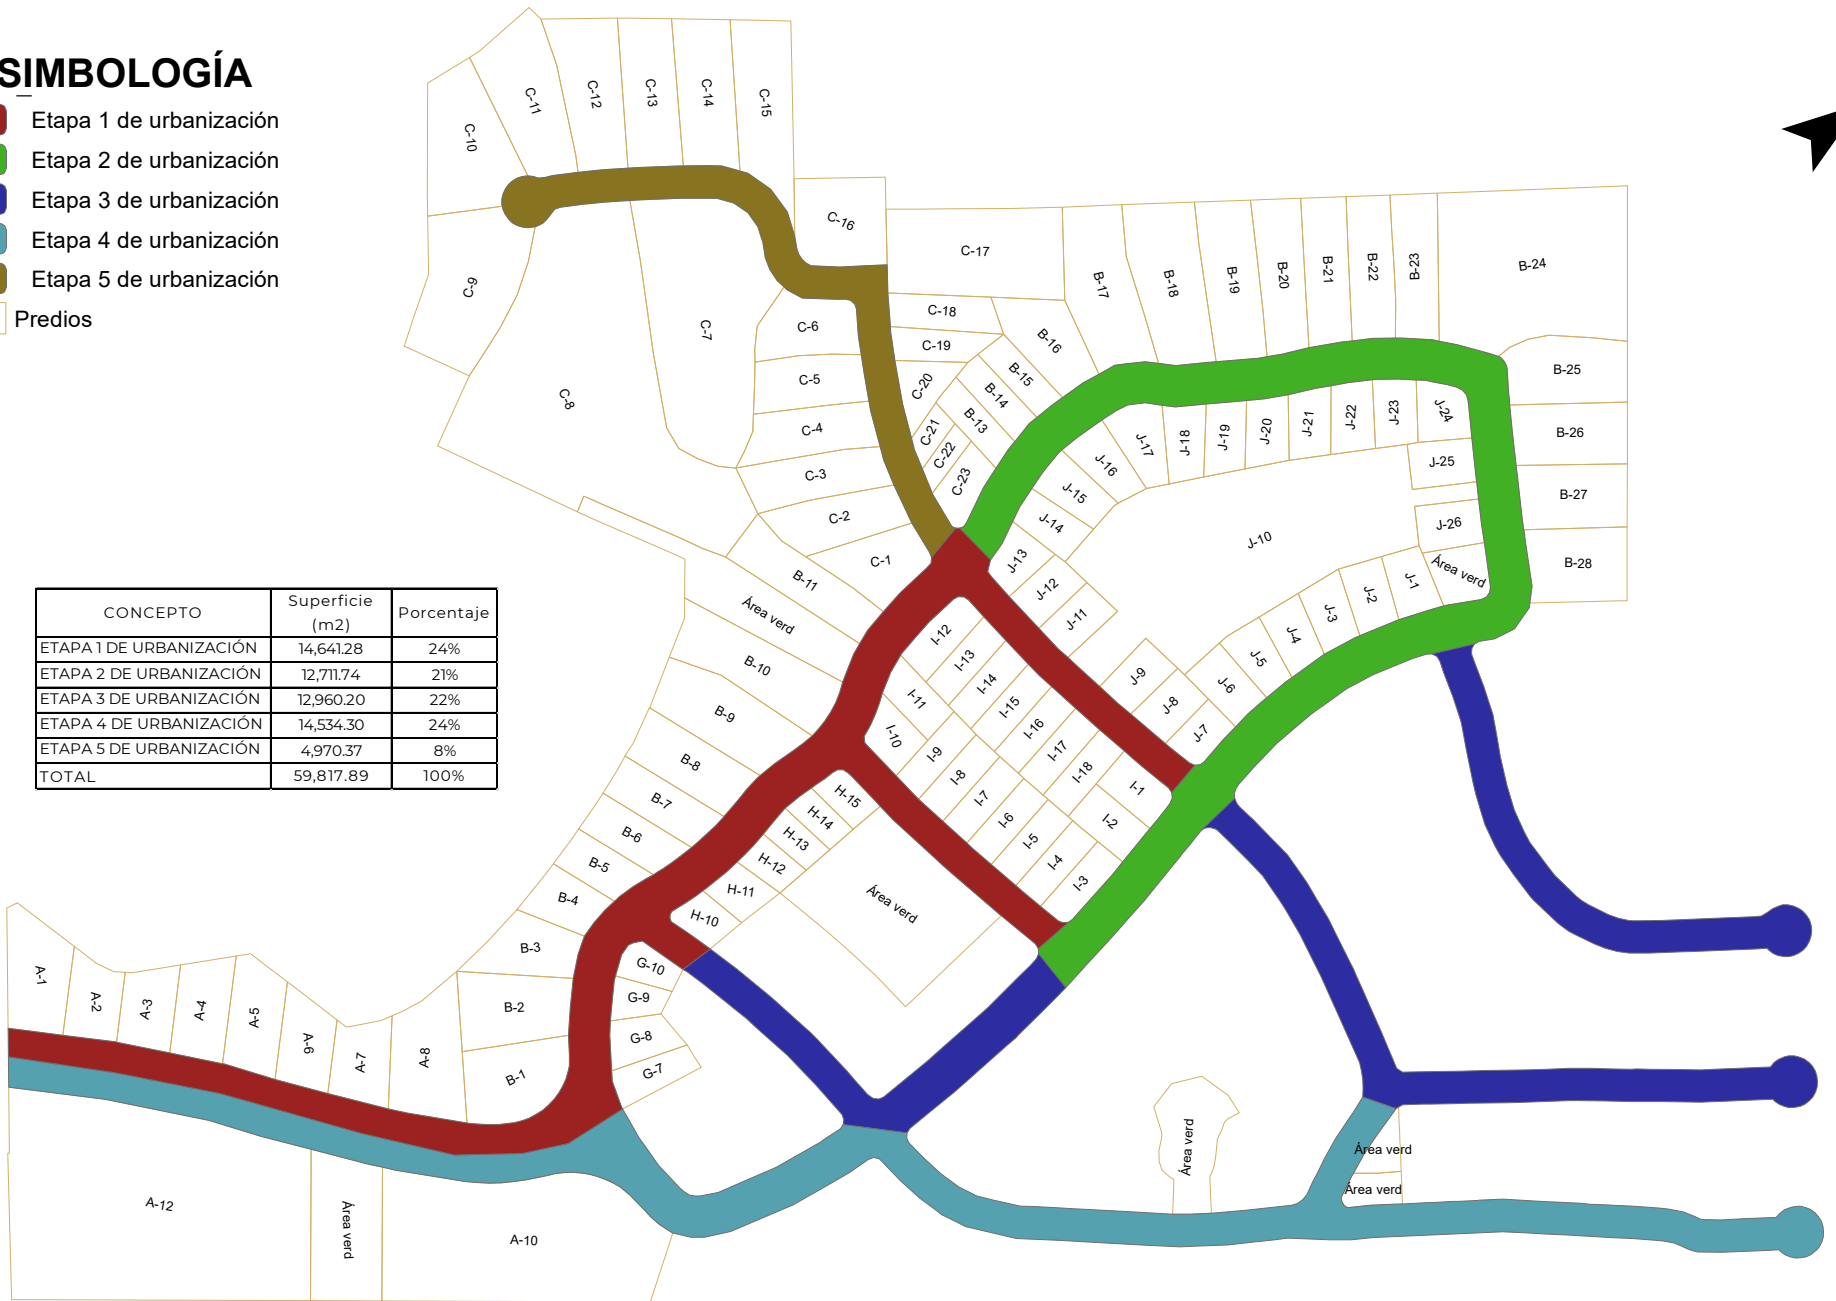 SIMBOLOGÍA
Etapa 1 de urbanización
Etapa 2 de urbanización
Etapa 3 de urbanización
Etapa 4 de urbanización
Etapa 5 de urbanización
Predios
CONCEPTO Superficie (m2) Porcentaje
ETAPA 1 DE URBANIZACIÓN 14,641.28 24%
ETAPA 2 DE URBANIZACIÓN 12,711.74 21%
ETAPA 3 DE URBANIZACIÓN 12,960.20 22%
ETAPA 4 DE URBANIZACIÓN 14,534.30 24%
ETAPA 5 DE URBANIZACIÓN 4,970.37 8%
TOTAL 59,817.89 100%
C-10
C-11
C-12
C-13
C-14
C-15
C-16
C-17
C-9
C-8
C-7
C-6
C-5
C-4
C-3
C-2
C-1
C-18
C-19
C-20
C-21
C-22
C-23
B-13
B-14
B-15
B-16
B-17
B-18
B-19
B-20
B-21
B-22
B-23
B-24
B-25
B-26
B-27
B-28
J-13
J-14
J-15
J-16
J-17
J-18
J-19
J-20
J-21
J-22
J-23
J-24
J-25
J-26
Área verd
J-10
J-1
J-2
J-3
J-4
J-5
J-6
J-7
J-8
J-9
J-11
J-12
B-11
Área verd
B-10
B-9
B-8
B-7
B-6
B-5
B-4
B-3
B-2
B-1
I-12
I-13
I-14
I-15
I-16
I-17
I-18
I-1
I-2
I-3
I-4
I-5
I-6
I-7
I-8
I-9
I-10
I-11
H-15
H-14
H-13
H-12
H-11
H-10
Área verd
G-10
G-9
G-8
G-7
A-1
A-2
A-3
A-4
A-5
A-6
A-7
A-8
A-12
Área verd
A-10
Área verd
Área verd
Área verd